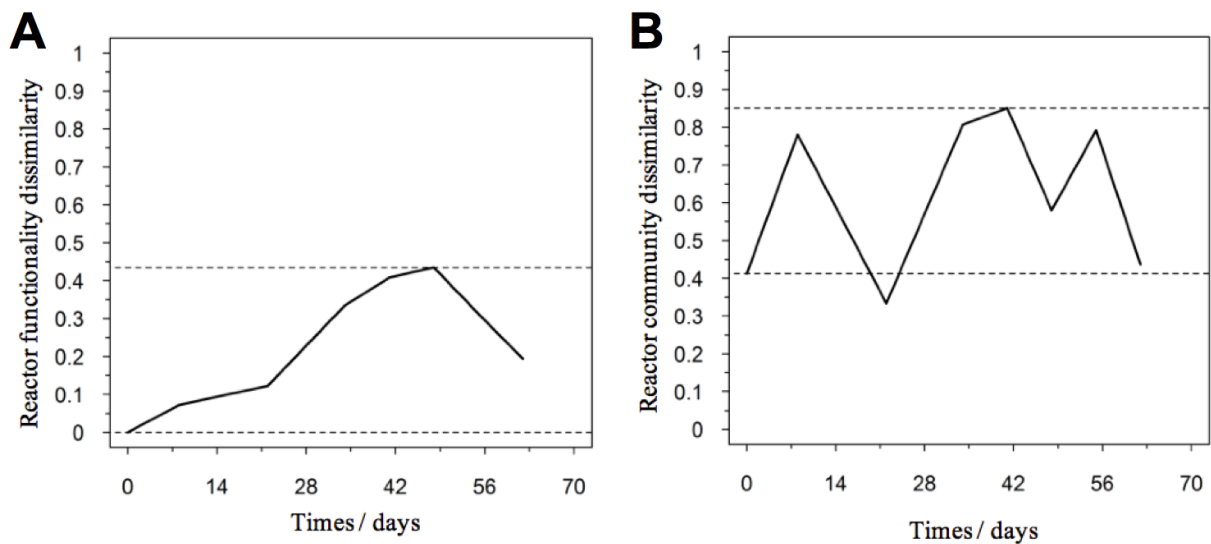 A
Reactor functionality dissimilarity
1
0.9
0.8
0.7
0.6
0.5
0.4
0.3
0.2
0.1
0
0 14 28 42 56 70
Times / days
B
Reactor community dissimilarity
1
0.9
0.8
0.7
0.6
0.5
0.4
0.3
0.2
0.1
0
0 14 28 42 56 70
Times / days